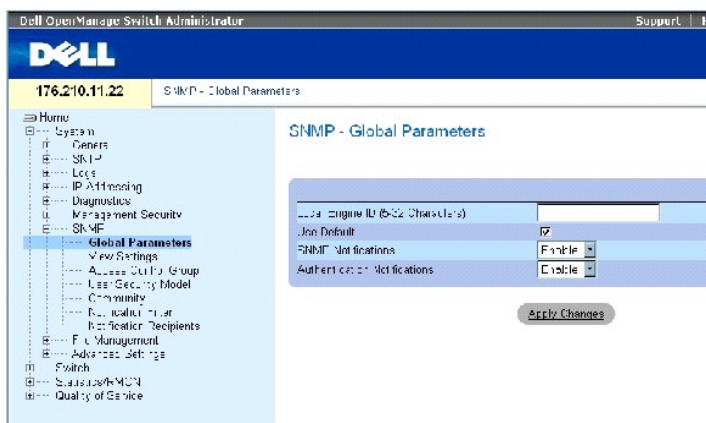 Dell OpenManage Switch Administrator
Support
DELL
176.210.11.22
SNMP - Global Parameters
Home
System
General
SNTP
Logs
IP Addressing
Diagnostics
Management Security
SNMP
Global Parameters
View Settings
Access Control Group
User Security Model
Community
Notification Filter
Notification Recipients
File Management
Advanced Settings
Switch
Statistics/RMON
Quality of Service
SNMP - Global Parameters
Local Engine ID (5-32 Characters)
Use Default
SNMP Notifications
Enable
Authentication Notifications
Enable
Apply Changes